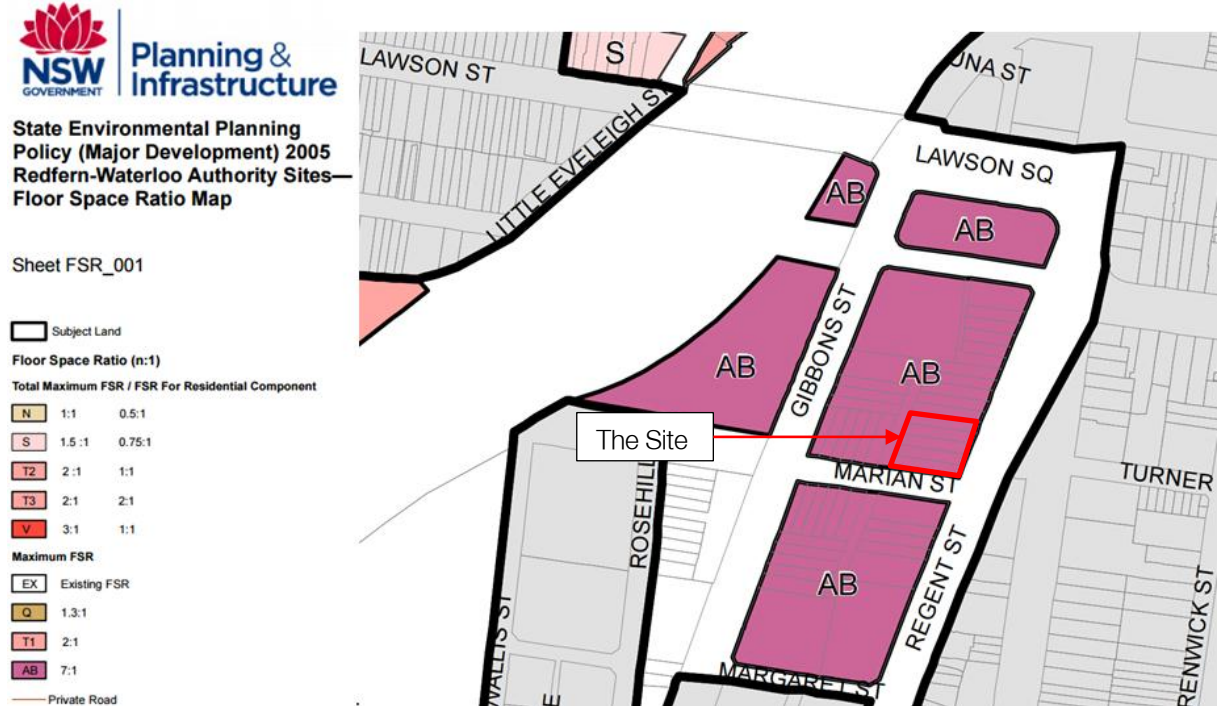 NSW
GOVERNMENT
Planning &
Infrastructure
State Environmental Planning
Policy (Major Development) 2005
Redfern-Waterloo Authority Sites—
Floor Space Ratio Map
Sheet FSR_001
Subject Land
Floor Space Ratio (n:1)
Total Maximum FSR / FSR For Residential Component
N 1:1 0.5:1
S 1.5 :1 0.75:1
T2 2 :1 1:1
T3 2:1 2:1
V 3:1 1:1
Maximum FSR
EX Existing FSR
Q 1.3:1
T1 2:1
AB 7:1
Private Road
LAWSON ST
S
UNA ST
LITTLE EVELEIGH ST
LAWSON SQ
AB
AB
GIBBONS ST
AB
AB
The Site
MARIAN ST
TURNER
ROSEHILL
AB
REGENT ST
RENWICK ST
WALLIS ST
MARGARET ST
E